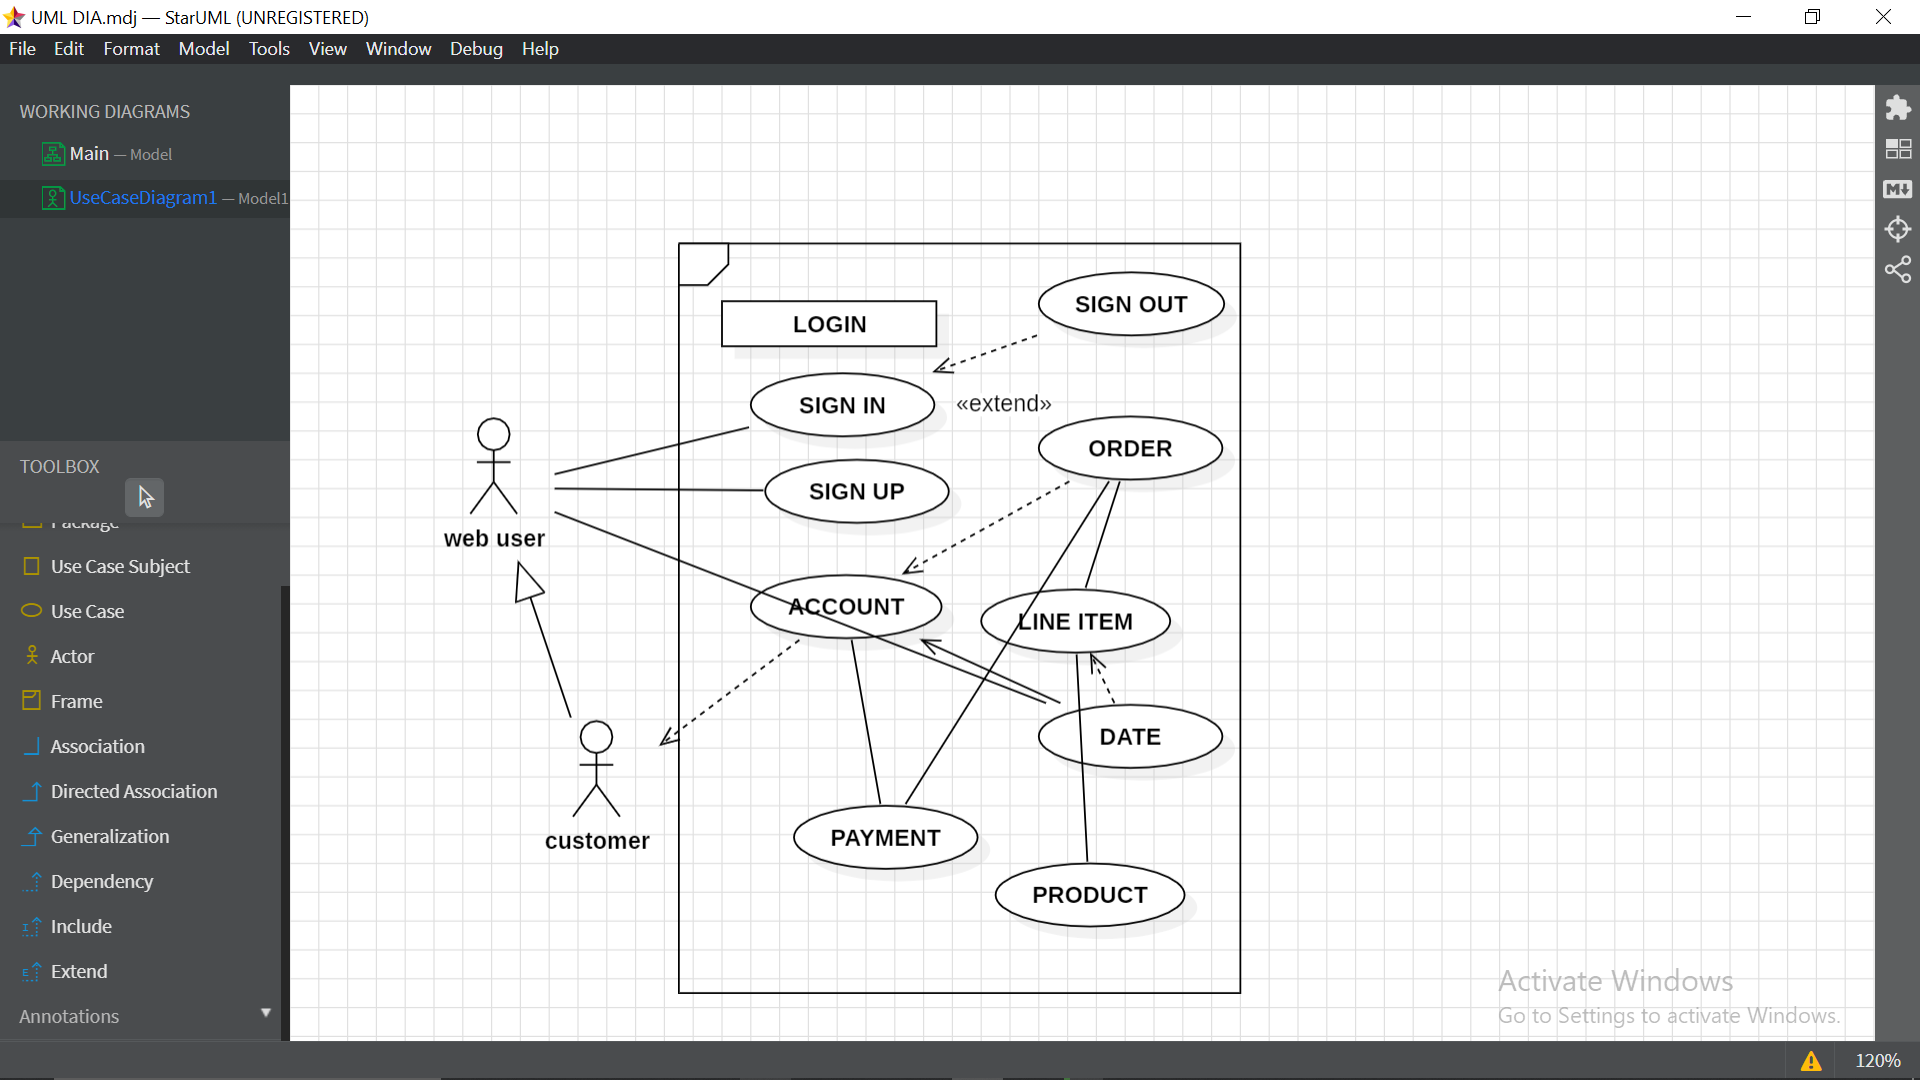 UML DIA.mdj — StarUML (UNREGISTERED)
File Edit Format Model Tools View Window Debug Help
WORKING DIAGRAMS
Main — Model
UseCaseDiagram1 — Model1
TOOLBOX
Package
Use Case Subject
Use Case
Actor
Frame
Association
Directed Association
Generalization
Dependency
Include
Extend
Annotations
LOGIN
SIGN OUT
SIGN IN
«extend»
ORDER
SIGN UP
web user
ACCOUNT
LINE ITEM
DATE
customer
PAYMENT
PRODUCT
Activate Windows
Go to Settings to activate Windows.
M
120%